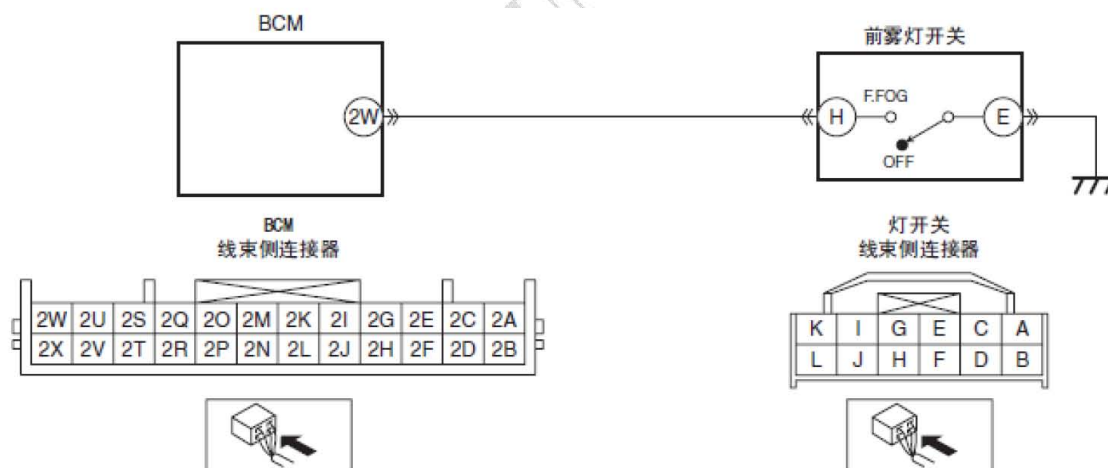 BCM
前雾灯开关
2W
H
F.FOG
OFF
E
BCM
线束侧连接器
灯开关
线束侧连接器
2W 2U 2S 2Q 2O 2M 2K 2I 2G 2E 2C 2A
2X 2V 2T 2R 2P 2N 2L 2J 2H 2F 2D 2B
K I G E C A
L J H F D B